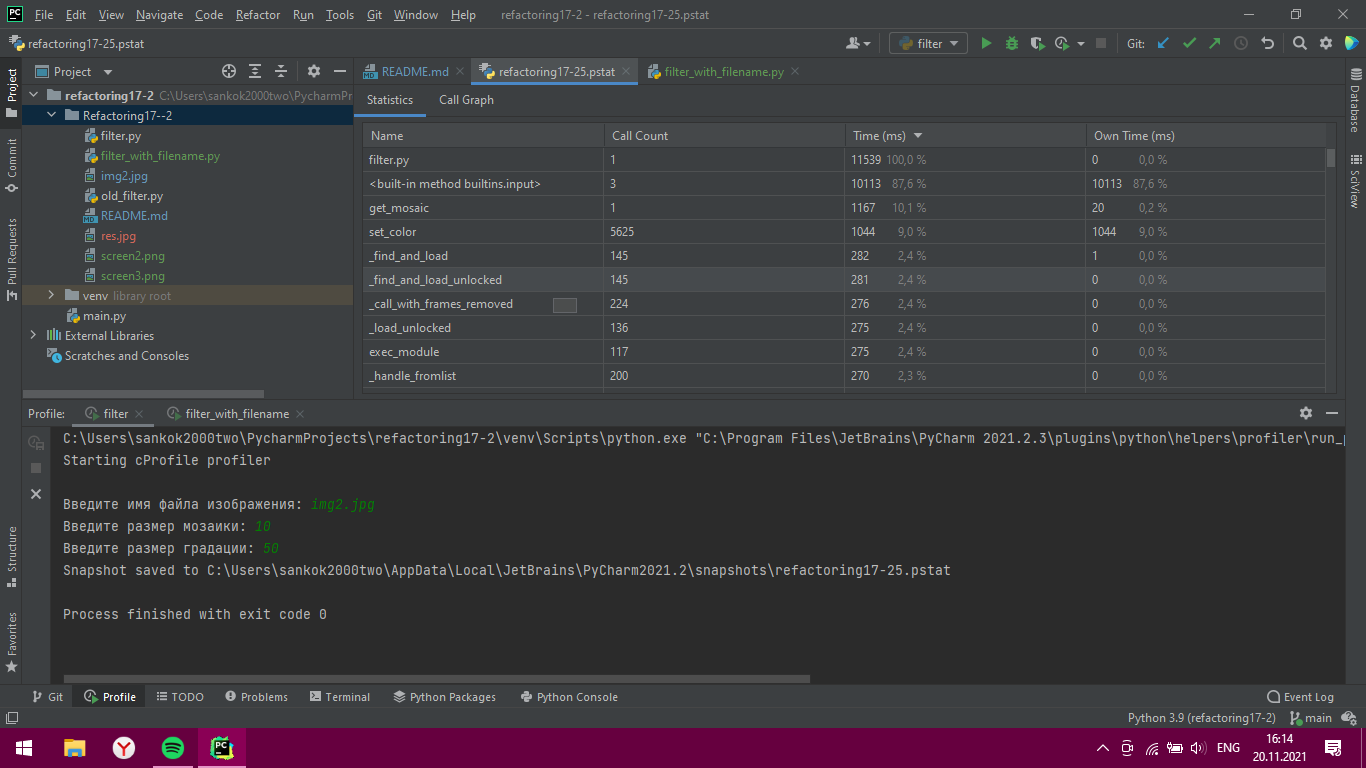 PC File Edit View Navigate Code Refactor Run Tools Git Window Help refactoring17-2 - refactoring17-25.pstat
refactoring17-25.pstat filter Git:
Project README.md refactoring17-25.pstat filter_with_filename.py
refactoring17-2 C:\Users\sankok2000two\PycharmPr
Refactoring17--2
filter.py
filter_with_filename.py
img2.jpg
old_filter.py
README.md
res.jpg
screen2.png
screen3.png
venv library root
main.py
External Libraries
Scratches and Consoles
Project
Commit
Pull Requests
Structure
Favorites
Database
SciView
Statistics Call Graph
Name Call Count Time (ms) Own Time (ms)
filter.py 1 11539 100,0 % 0 0,0 %
<built-in method builtins.input> 3 10113 87,6 % 10113 87,6 %
get_mosaic 1 1167 10,1 % 20 0,2 %
set_color 5625 1044 9,0 % 1044 9,0 %
_find_and_load 145 282 2,4 % 1 0,0 %
_find_and_load_unlocked 145 281 2,4 % 0 0,0 %
_call_with_frames_removed 224 276 2,4 % 0 0,0 %
_load_unlocked 136 275 2,4 % 0 0,0 %
exec_module 117 275 2,4 % 0 0,0 %
_handle_fromlist 200 270 2,3 % 0 0,0 %
Profile: filter filter_with_filename
C:\Users\sankok2000two\PycharmProjects\refactoring17-2\venv\Scripts\python.exe "C:\Program Files\JetBrains\PyCharm 2021.2.3\plugins\python\helpers\profiler\run_p
Starting cProfile profiler
Введите имя файла изображения: img2.jpg
Введите размер мозаики: 10
Введите размер градации: 50
Snapshot saved to C:\Users\sankok2000two\AppData\Local\JetBrains\PyCharm2021.2\snapshots\refactoring17-25.pstat
Process finished with exit code 0
Git Profile TODO Problems Terminal Python Packages Python Console Event Log
Python 3.9 (refactoring17-2) main
PC ENG 16:14
20.11.2021